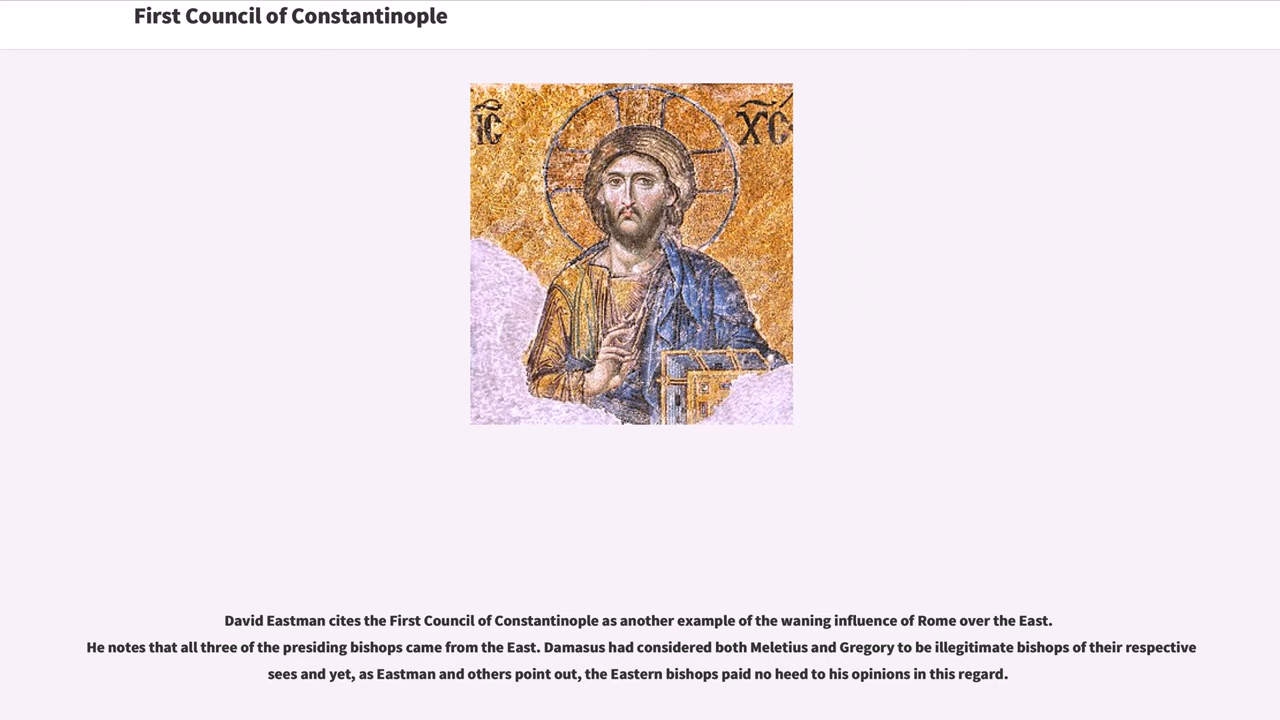 First Council of Constantinople
IC XC
David Eastman cites the First Council of Constantinople as another example of the waning influence of Rome over the East.
He notes that all three of the presiding bishops came from the East. Damasus had considered both Meletius and Gregory to be illegitimate bishops of their respective
sees and yet, as Eastman and others point out, the Eastern bishops paid no heed to his opinions in this regard.